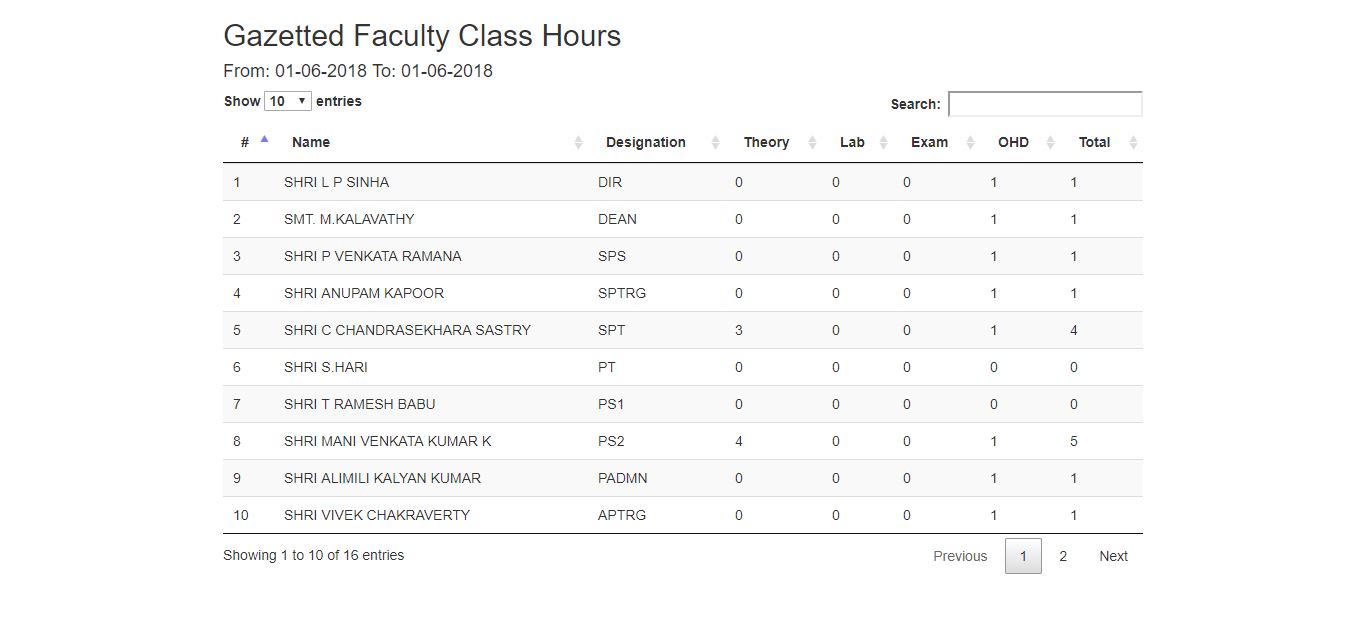 Gazetted Faculty Class Hours
From: 01-06-2018 To: 01-06-2018
Show 10 entries Search:
# Name Designation Theory Lab Exam OHD Total
1 SHRI L P SINHA DIR 0 0 0 1 1
2 SMT. M.KALAVATHY DEAN 0 0 0 1 1
3 SHRI P VENKATA RAMANA SPS 0 0 0 1 1
4 SHRI ANUPAM KAPOOR SPTRG 0 0 0 1 1
5 SHRI C CHANDRASEKHARA SASTRY SPT 3 0 0 1 4
6 SHRI S.HARI PT 0 0 0 0 0
7 SHRI T RAMESH BABU PS1 0 0 0 0 0
8 SHRI MANI VENKATA KUMAR K PS2 4 0 0 1 5
9 SHRI ALIMILI KALYAN KUMAR PADMN 0 0 0 1 1
10 SHRI VIVEK CHAKRAVERTY APTRG 0 0 0 1 1
Showing 1 to 10 of 16 entries Previous 1 2 Next